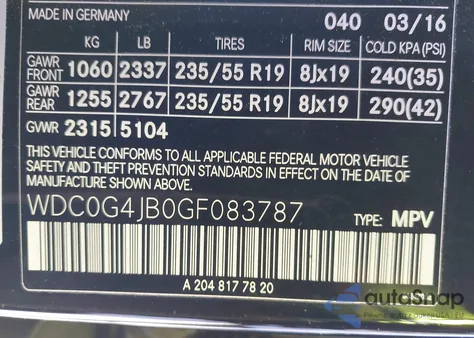 MADE IN GERMANY 040 03/16
KG LB TIRES RIM SIZE COLD KPA (PSI)
GAWR FRONT 1060 2337 235/55 R19 8Jx19 240(35)
GAWR REAR 1255 2767 235/55 R19 8Jx19 290(42)
GVWR 2315 5104
THIS VEHICLE CONFORMS TO ALL APPLICABLE FEDERAL MOTOR VEHICLE
SAFETY AND THEFT PREVENTION STANDARDS IN EFFECT ON THE DATE OF
MANUFACTURE SHOWN ABOVE.
WDC0G4JB0GF083787 TYPE: MPV
A 204 817 78 20
autoSnap